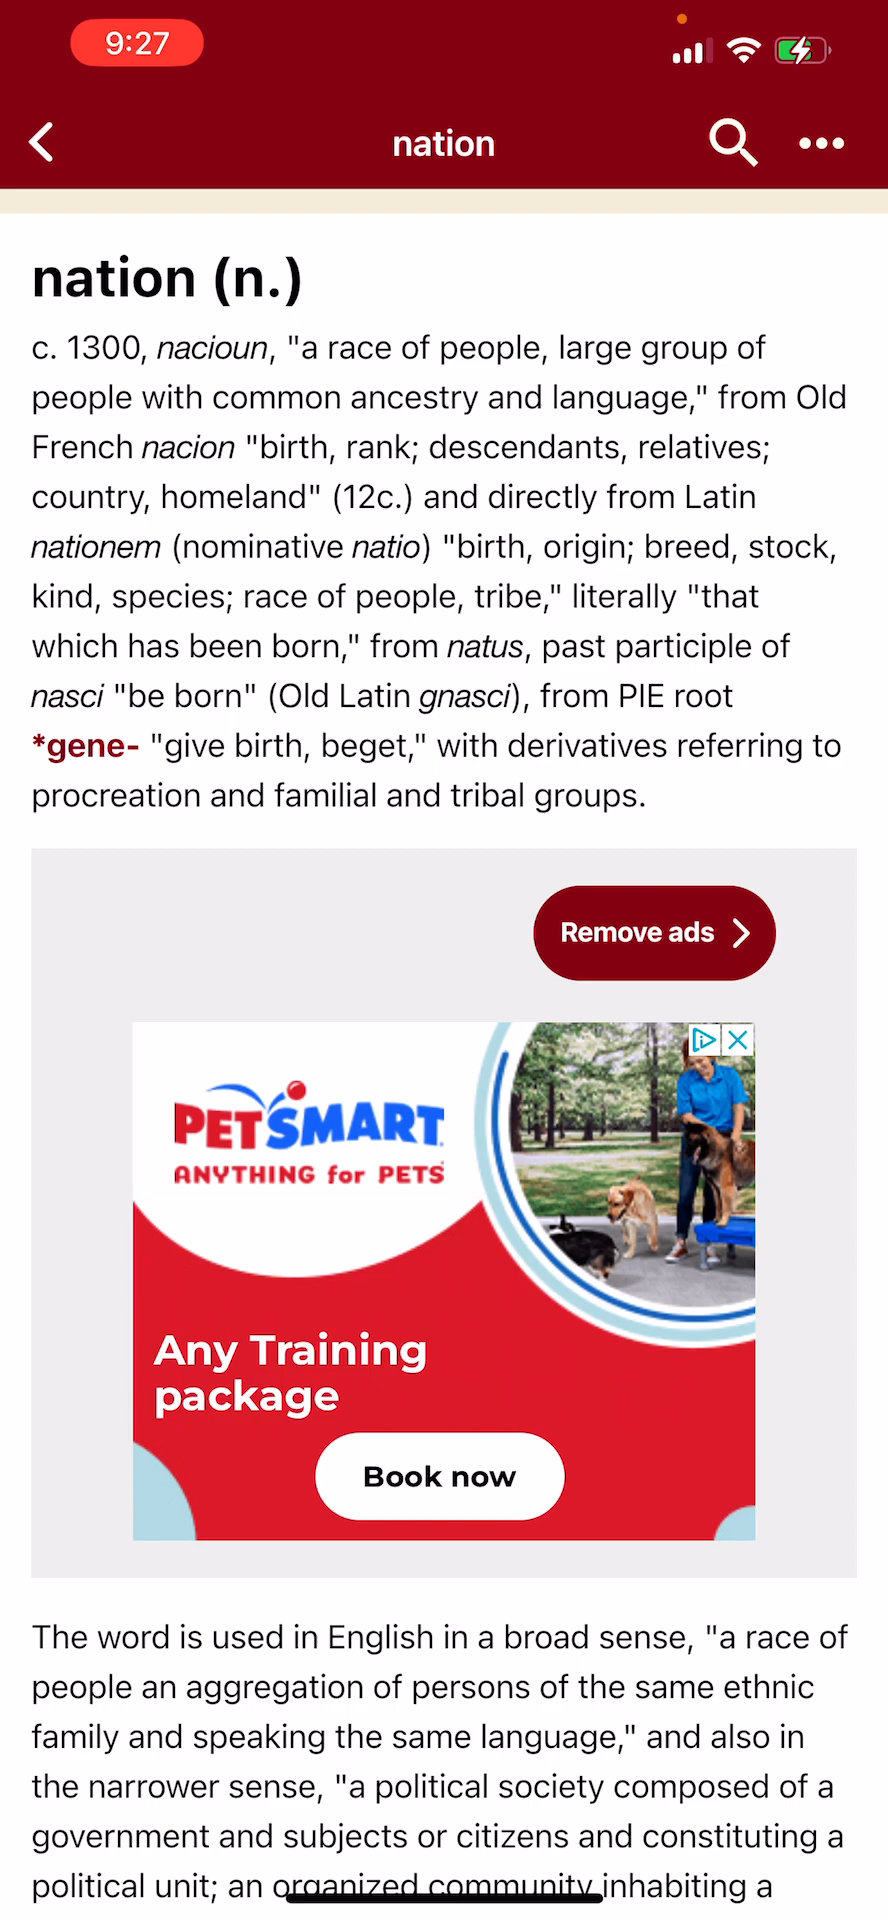 9:27
nation
nation (n.)
c. 1300, nacioun, "a race of people, large group of
people with common ancestry and language," from Old
French nacion "birth, rank; descendants, relatives;
country, homeland" (12c.) and directly from Latin
nationem (nominative natio) "birth, origin; breed, stock,
kind, species; race of people, tribe," literally "that
which has been born," from natus, past participle of
nasci "be born" (Old Latin gnasci), from PIE root
*gene- "give birth, beget," with derivatives referring to
procreation and familial and tribal groups.
Remove ads
PETSMART
ANYTHING for PETS
Any Training
package
Book now
The word is used in English in a broad sense, "a race of
people an aggregation of persons of the same ethnic
family and speaking the same language," and also in
the narrower sense, "a political society composed of a
government and subjects or citizens and constituting a
political unit; an organized community inhabiting a